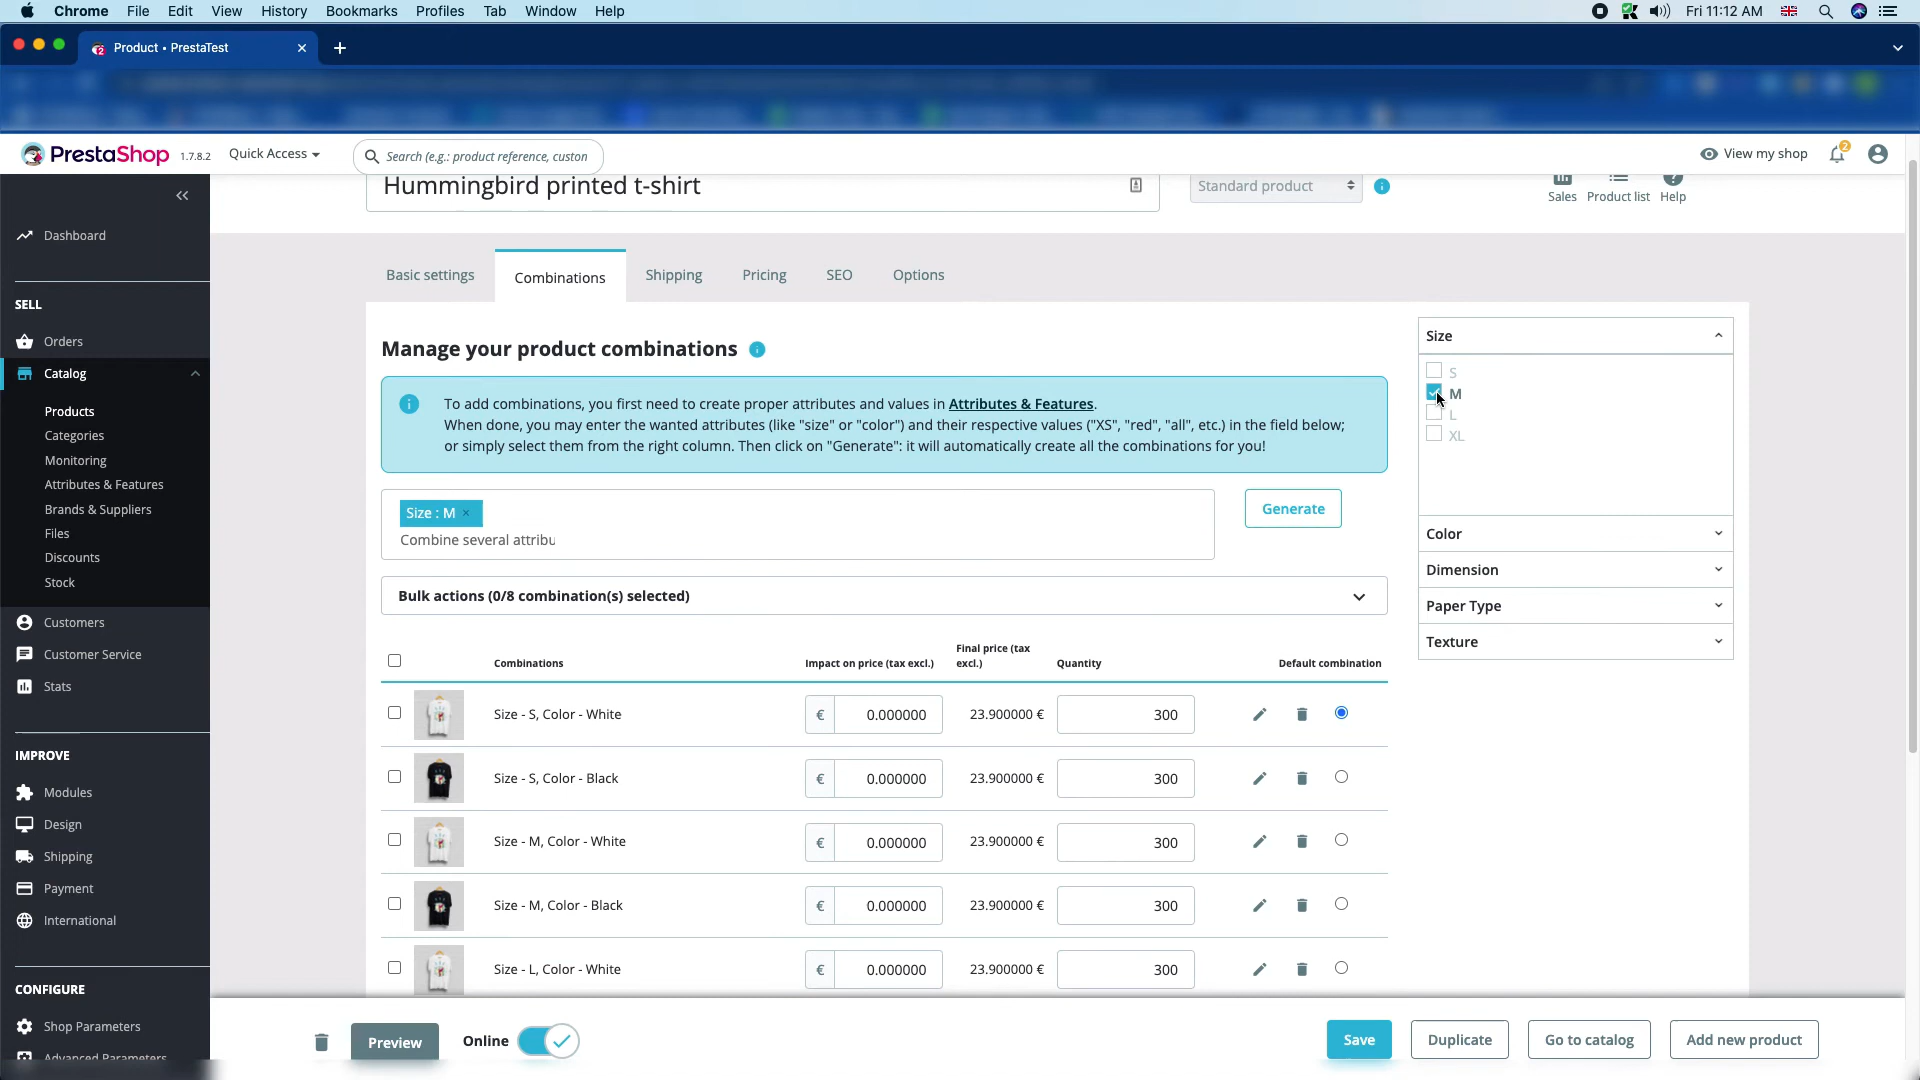 Chrome File Edit View History Bookmarks Profiles Tab Window Help
Fri 11:12 AM
Product • PrestaTest
PrestaShop 1.7.8.2 Quick Access
Search (e.g.: product reference, custon
View my shop
2
Hummingbird printed t-shirt
Standard product
Sales Product list Help
Dashboard
SELL
Orders
Catalog
Products
Categories
Monitoring
Attributes & Features
Brands & Suppliers
Files
Discounts
Stock
Customers
Customer Service
Stats
IMPROVE
Modules
Design
Shipping
Payment
International
CONFIGURE
Shop Parameters
Advanced Parameters
Basic settings Combinations Shipping Pricing SEO Options
Manage your product combinations
To add combinations, you first need to create proper attributes and values in Attributes & Features.
When done, you may enter the wanted attributes (like "size" or "color") and their respective values ("XS", "red", "all", etc.) in the field below;
or simply select them from the right column. Then click on "Generate": it will automatically create all the combinations for you!
Size : M ×
Combine several attribu
Generate
Bulk actions (0/8 combination(s) selected)
Combinations Impact on price (tax excl.) Final price (tax excl.) Quantity Default combination
Size - S, Color - White € 0.000000 23.900000 € 300
Size - S, Color - Black € 0.000000 23.900000 € 300
Size - M, Color - White € 0.000000 23.900000 € 300
Size - M, Color - Black € 0.000000 23.900000 € 300
Size - L, Color - White € 0.000000 23.900000 € 300
Size
S
M
L
XL
Color
Dimension
Paper Type
Texture
Preview Online
Save Duplicate Go to catalog Add new product